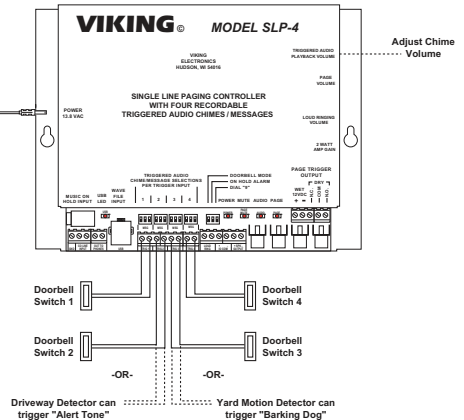 VIKING® MODEL SLP-4
VIKING
ELECTRONICS
HUDSON, WI 54016
TRIGGERED AUDIO
PLAYBACK VOLUME
Adjust Chime
Volume
PAGE
VOLUME
SINGLE LINE PAGING CONTROLLER
WITH FOUR RECORDABLE
TRIGGERED AUDIO CHIMES / MESSAGES
POWER
13.8 VAC
LOUD RINGING
VOLUME
2 WATT
AMP GAIN
TRIGGERED AUDIO
CHIME/MESSAGE SELECTIONS
PER TRIGGER INPUT
1 2 3 4
DOORBELL MODE
ON HOLD ALARM
DIAL "9"
PAGE TRIGGER
OUTPUT
DRY
WET
12VDC
+ –
N.C.
COM
N.O.
MUSIC ON
HOLD INPUT
USB
LED
WAVE
FILE
INPUT
POWER MUTE AUDIO PAGE
Doorbell
Switch 1
Doorbell
Switch 4
Doorbell
Switch 2
Doorbell
Switch 3
-OR- -OR-
Driveway Detector can
trigger "Alert Tone"
Yard Motion Detector can
trigger "Barking Dog"